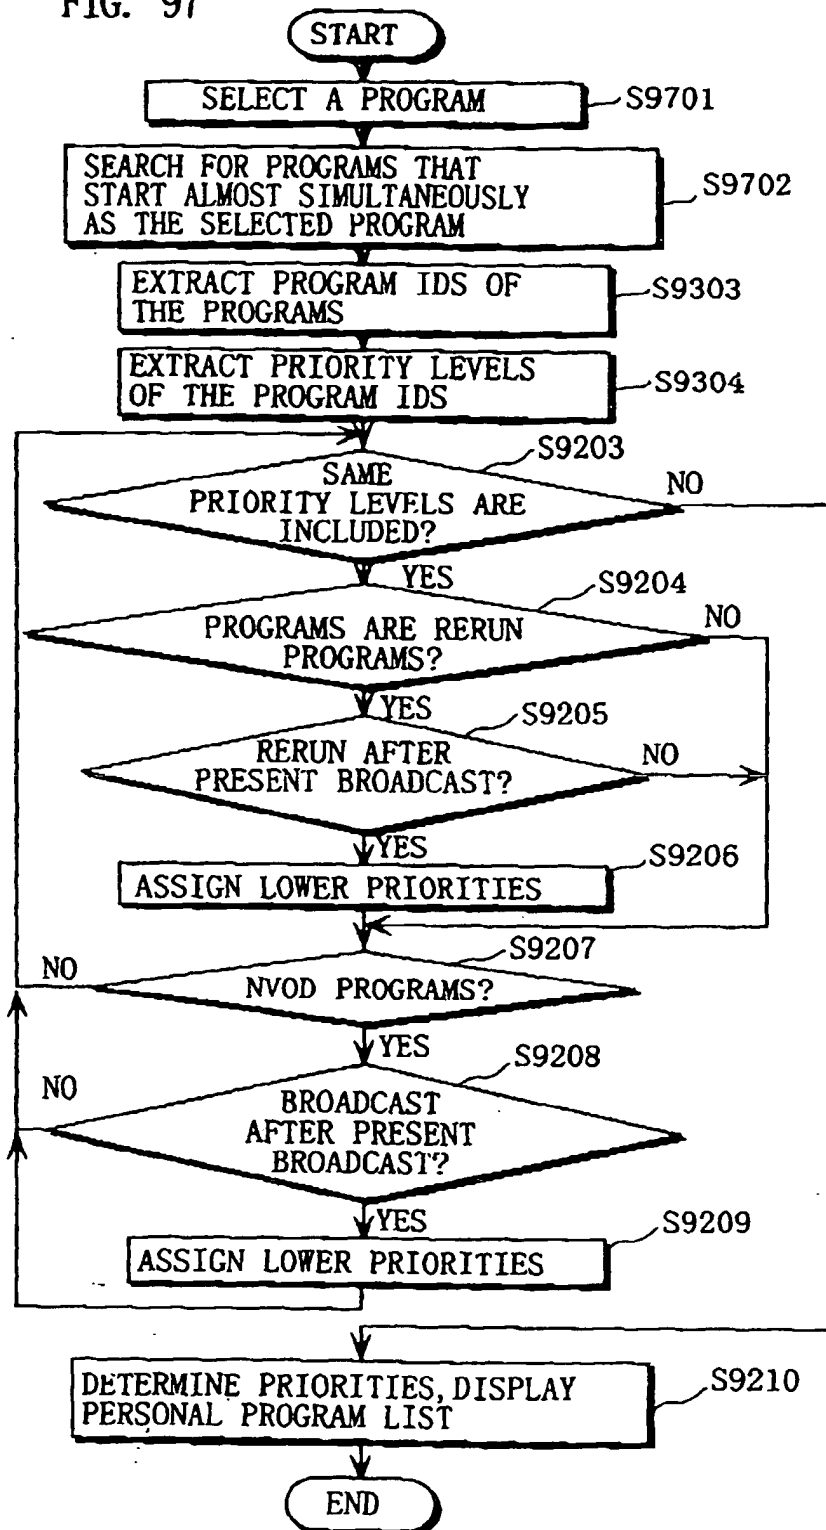 FIG. 97
START
SELECT A PROGRAM
S9701
SEARCH FOR PROGRAMS THAT
START ALMOST SIMULTANEOUSLY
AS THE SELECTED PROGRAM
S9702
EXTRACT PROGRAM IDS OF
THE PROGRAMS
S9303
EXTRACT PRIORITY LEVELS
OF THE PROGRAM IDS
S9304
S9203
SAME
PRIORITY LEVELS ARE
INCLUDED?
NO
YES
S9204
PROGRAMS ARE RERUN
PROGRAMS?
NO
YES
S9205
RERUN AFTER
PRESENT BROADCAST?
NO
YES
S9206
ASSIGN LOWER PRIORITIES
S9207
NO
NVOD PROGRAMS?
YES
S9208
NO
BROADCAST
AFTER PRESENT
BROADCAST?
YES
S9209
ASSIGN LOWER PRIORITIES
DETERMINE PRIORITIES, DISPLAY
PERSONAL PROGRAM LIST
S9210
END